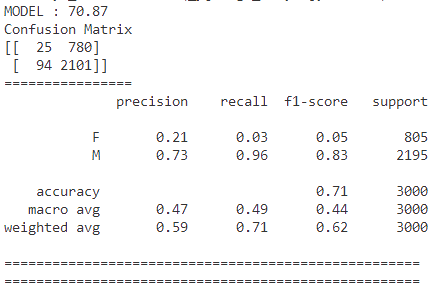 MODEL : 70.87
Confusion Matrix
[[ 25 780]
[ 94 2101]]
================
precision recall f1-score support
F 0.21 0.03 0.05 805
M 0.73 0.96 0.83 2195
accuracy 0.71 3000
macro avg 0.47 0.49 0.44 3000
weighted avg 0.59 0.71 0.62 3000
====================================================
====================================================